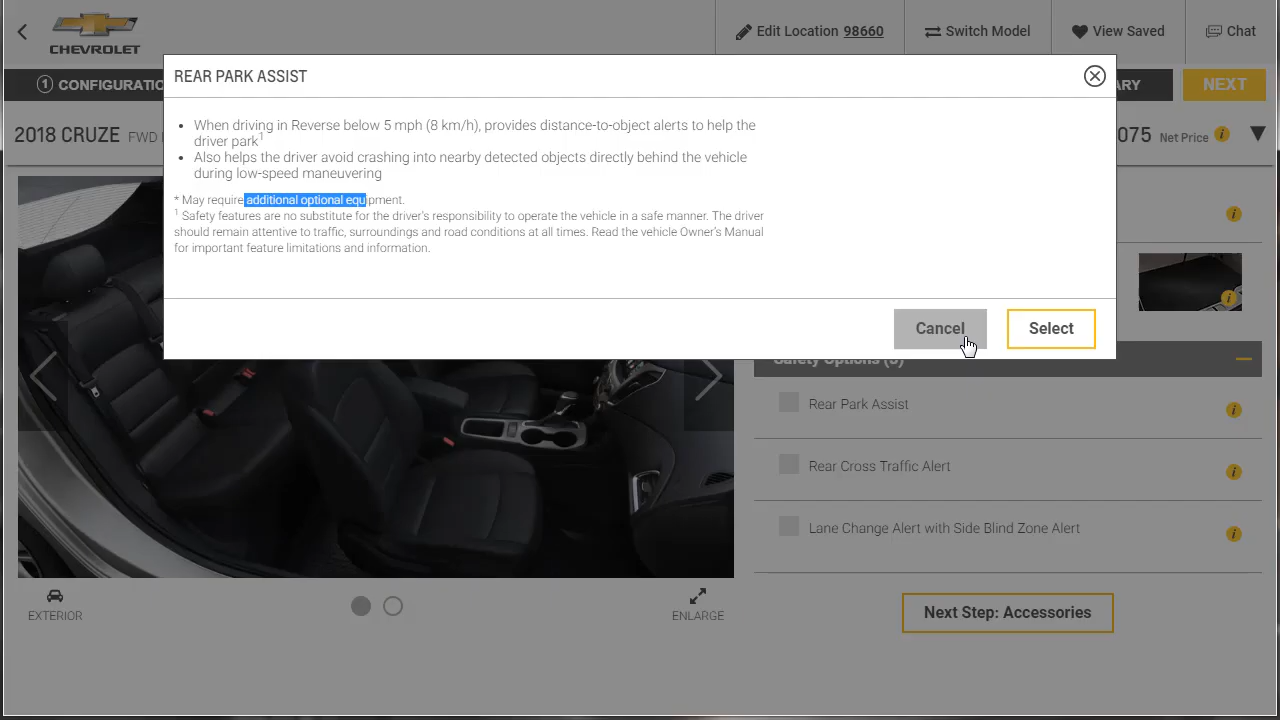 CHEVROLET
Edit Location 98660
Switch Model
View Saved
Chat
REAR PARK ASSIST
1 CONFIGURATIO
ARY
NEXT
2018 CRUZE FWD
075 Net Price i
• When driving in Reverse below 5 mph (8 km/h), provides distance-to-object alerts to help the
driver park1
• Also helps the driver avoid crashing into nearby detected objects directly behind the vehicle
during low-speed maneuvering
* May require additional optional equipment.
1 Safety features are no substitute for the driver's responsibility to operate the vehicle in a safe manner. The driver
should remain attentive to traffic, surroundings and road conditions at all times. Read the vehicle Owner's Manual
for important feature limitations and information.
Cancel
Select
Rear Park Assist
Rear Cross Traffic Alert
Lane Change Alert with Side Blind Zone Alert
EXTERIOR
ENLARGE
Next Step: Accessories